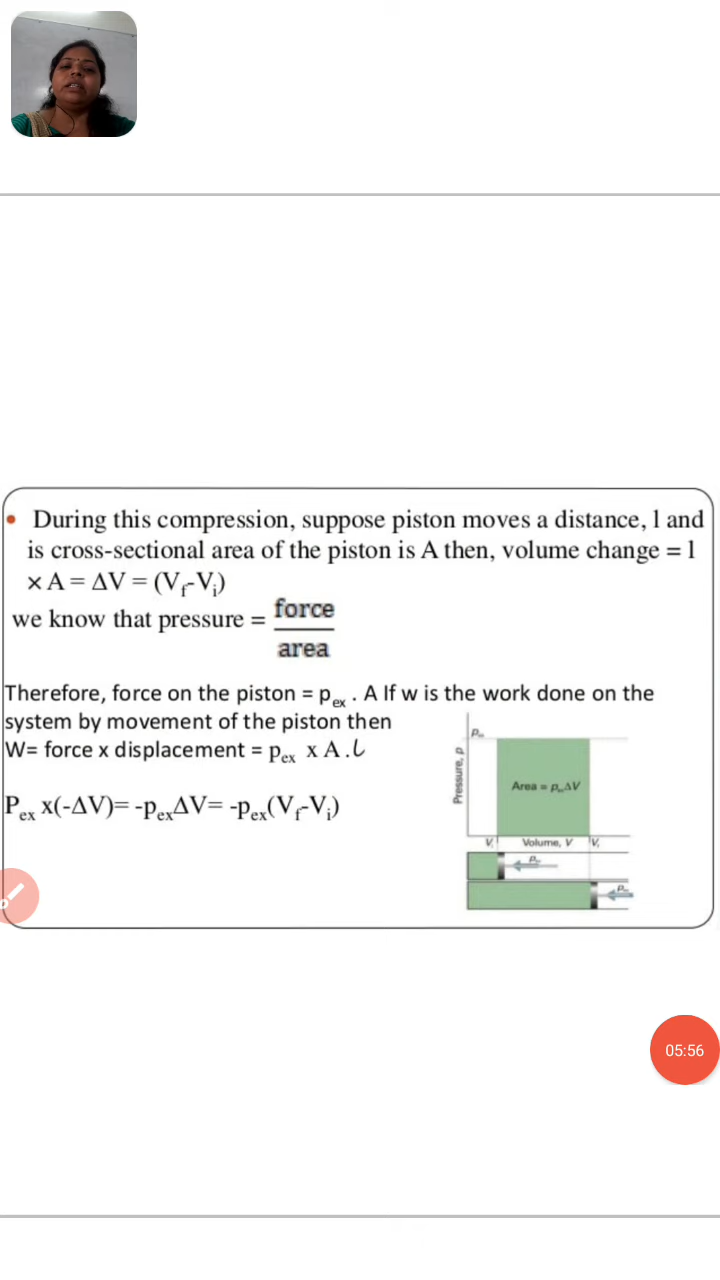 • During this compression, suppose piston moves a distance, l and
is cross-sectional area of the piston is A then, volume change = l
× A = ΔV = (Vf-Vi)
we know that pressure = force
area
Therefore, force on the piston = pex . A If w is the work done on the
system by movement of the piston then
W= force x displacement = pex x A.l
Pex x(-ΔV)= -pexΔV= -pex(Vf-Vi)
Pressure, p
Area = pexΔV
Volume, V
05:56